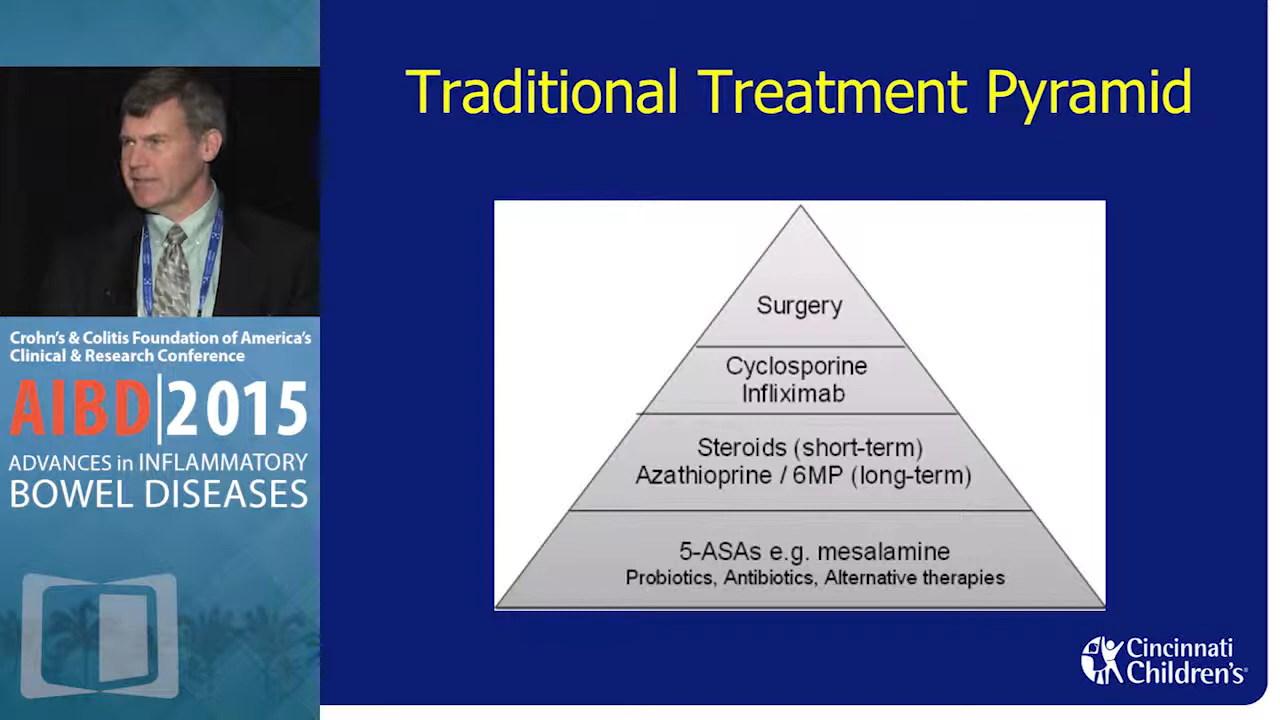 Traditional Treatment Pyramid
Surgery
Cyclosporine
Infliximab
Steroids (short-term)
Azathioprine / 6MP (long-term)
5-ASAs e.g. mesalamine
Probiotics, Antibiotics, Alternative therapies
Crohn's & Colitis Foundation of America's
Clinical & Research Conference
AIBD|2015
ADVANCES in INFLAMMATORY
BOWEL DISEASES
Cincinnati
Children's